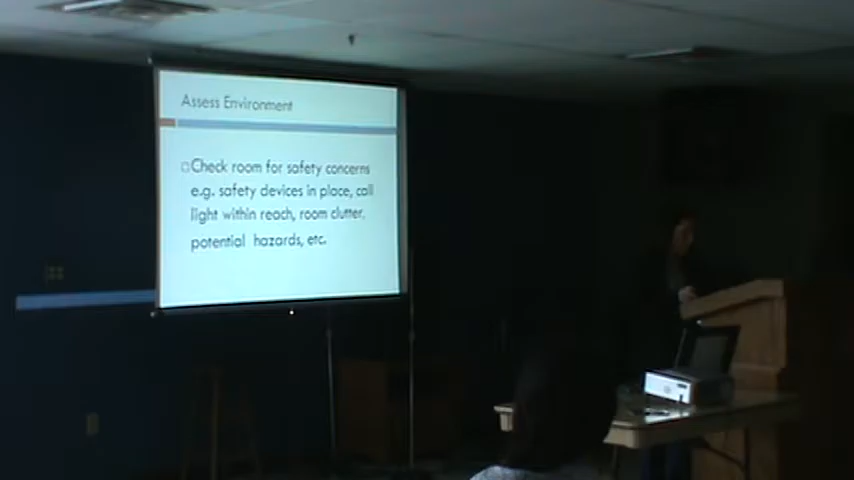 Assess Environment
Check room for safety concerns
e.g. safety devices in place, call
light within reach, room clutter,
potential hazards, etc.